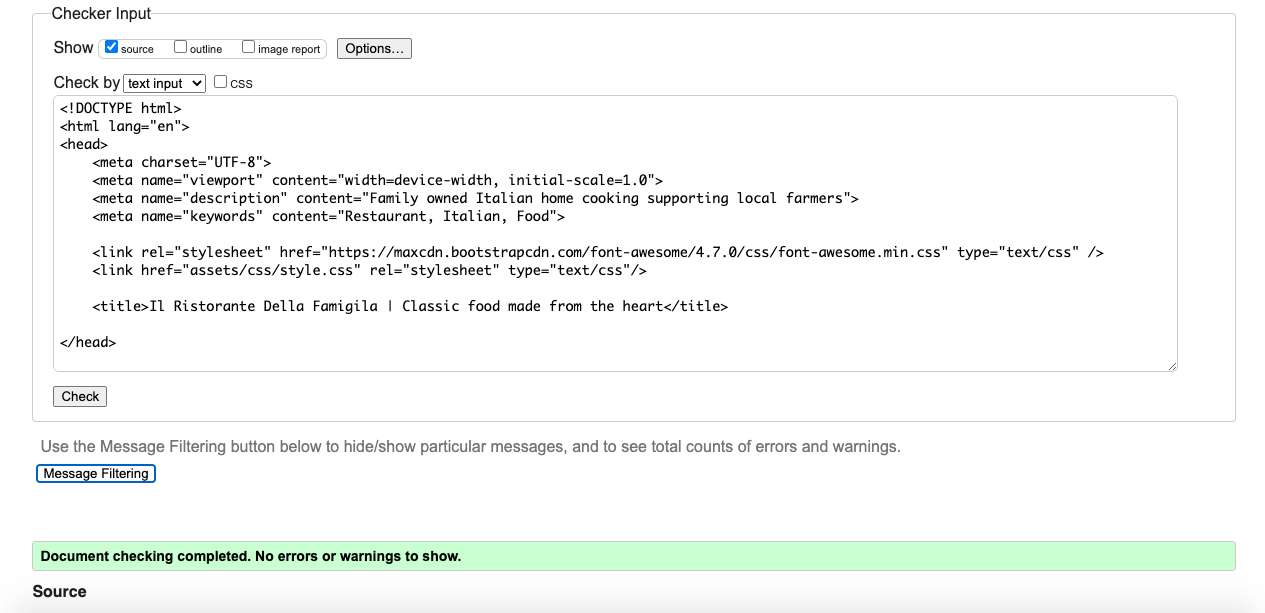 Checker Input
Show source outline image report Options...
Check by text input CSS
<!DOCTYPE html>
<html lang="en">
<head>
    <meta charset="UTF-8">
    <meta name="viewport" content="width=device-width, initial-scale=1.0">
    <meta name="description" content="Family owned Italian home cooking supporting local farmers">
    <meta name="keywords" content="Restaurant, Italian, Food">
    <link rel="stylesheet" href="https://maxcdn.bootstrapcdn.com/font-awesome/4.7.0/css/font-awesome.min.css" type="text/css" />
    <link href="assets/css/style.css" rel="stylesheet" type="text/css"/>
    <title>Il Ristorante Della Famigila | Classic food made from the heart</title>
</head>
Check
Use the Message Filtering button below to hide/show particular messages, and to see total counts of errors and warnings.
Message Filtering
Document checking completed. No errors or warnings to show.
Source